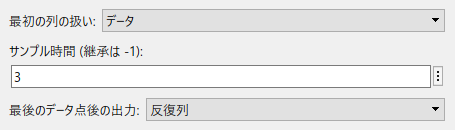 最初の列の扱い: データ
サンプル時間 (継承は -1):
3
最後のデータ点後の出力: 反復列